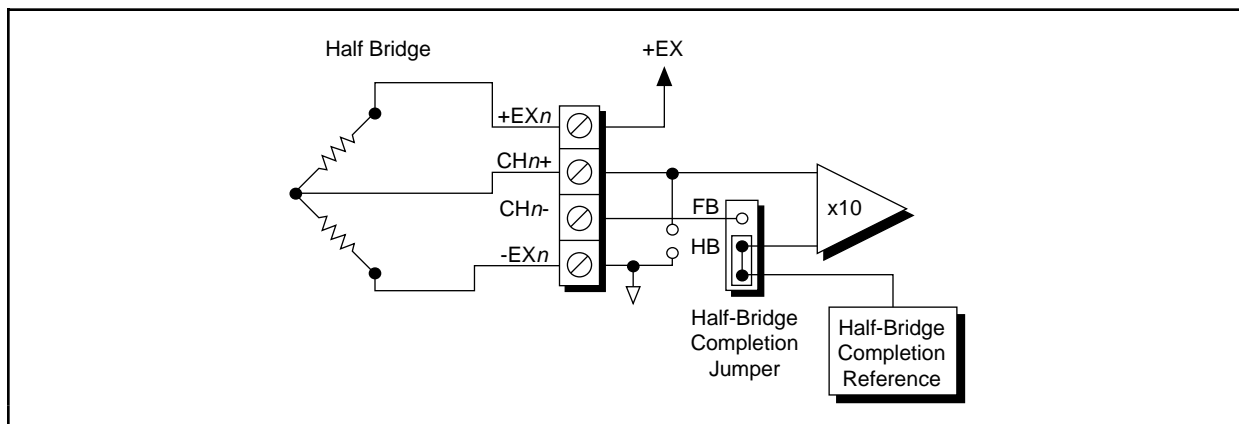 Half Bridge
+EX
+EXn
CHn+
CHn-
-EXn
FB
HB
x10
Half-Bridge
Completion
Jumper
Half-Bridge
Completion
Reference